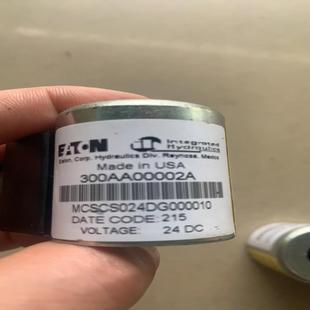 EATON Integrated Hydraulics
Eaton, Corp. Hydraulics Div. Reynosa, Mexico
Made in USA
300AA00002A
MCSCS024DG000010
DATE CODE: 215
VOLTAGE: 24 DC